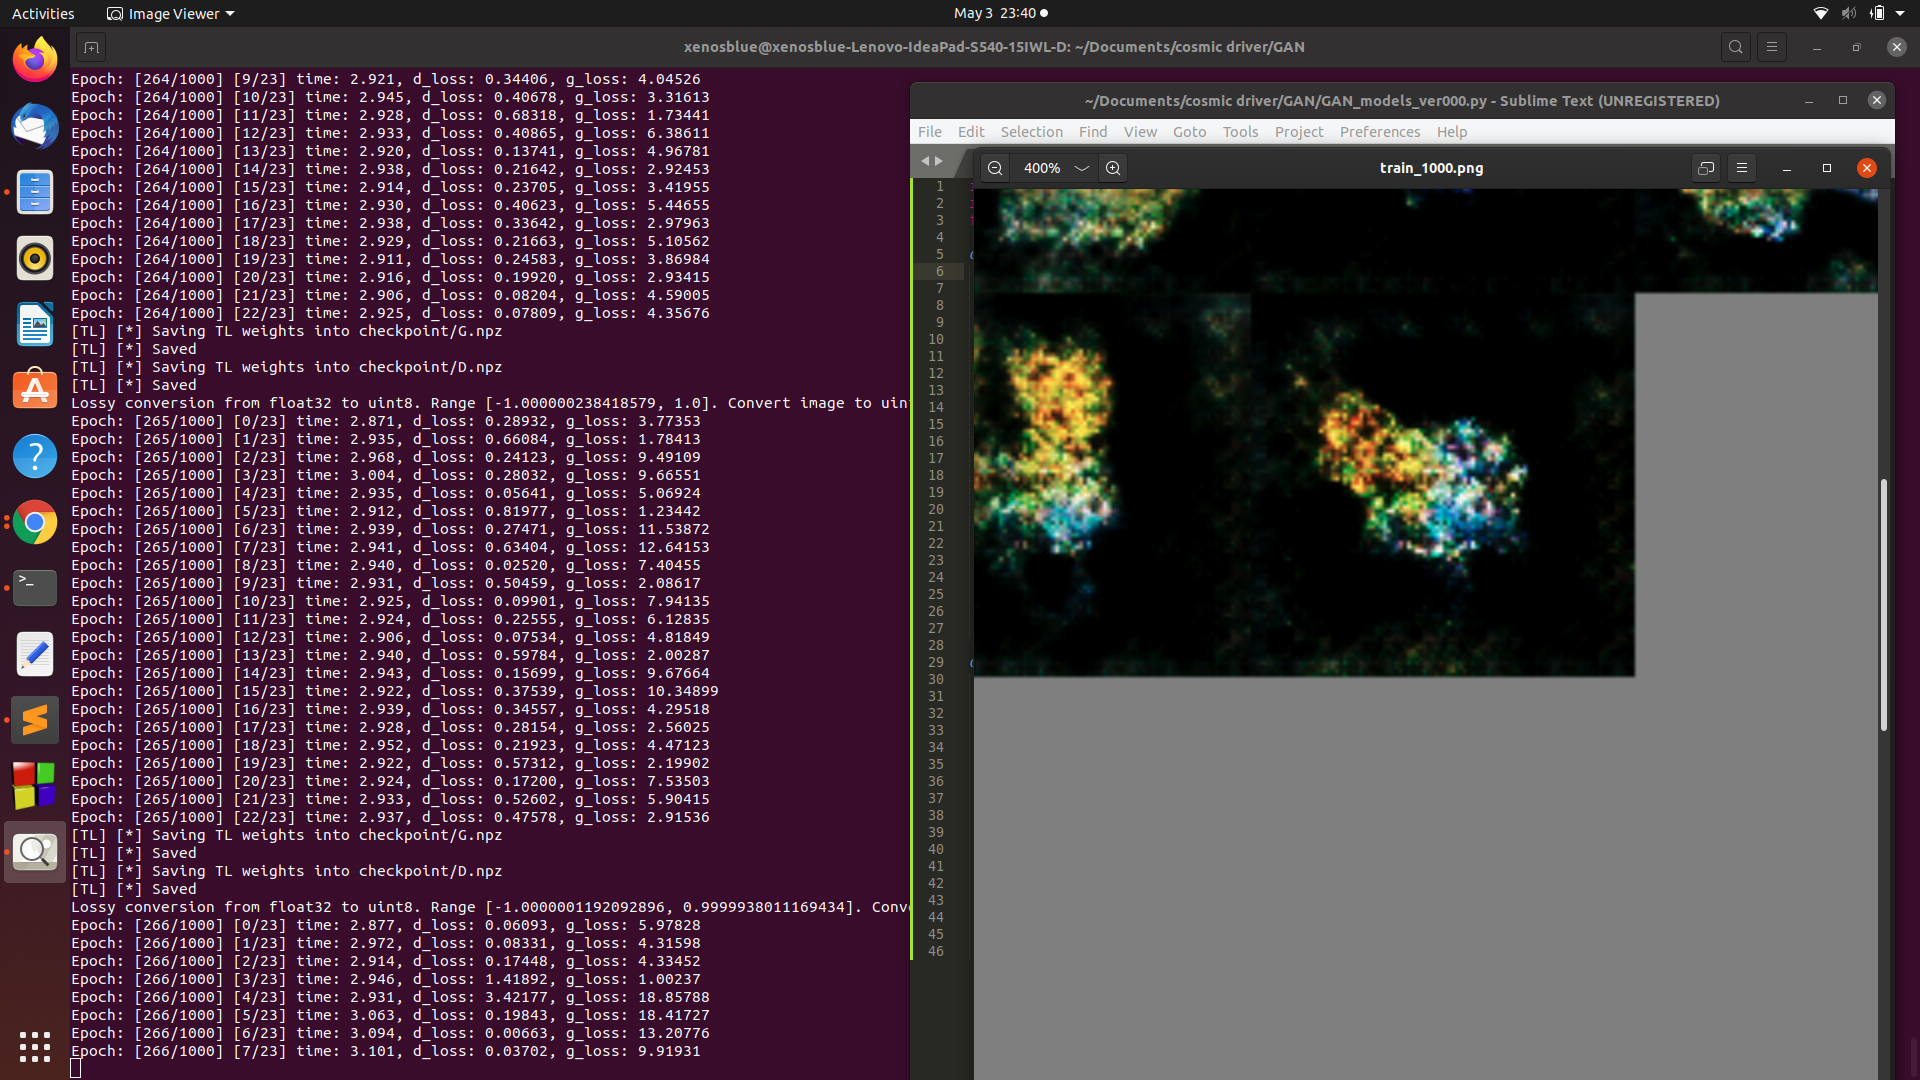 Activities
Image Viewer
May 3 23:40
xenosblue@xenosblue-Lenovo-IdeaPad-S540-15IWL-D: ~/Documents/cosmic driver/GAN
Epoch: [264/1000] [9/23] time: 2.921, d_loss: 0.34406, g_loss: 4.04526
Epoch: [264/1000] [10/23] time: 2.945, d_loss: 0.40678, g_loss: 3.31613
Epoch: [264/1000] [11/23] time: 2.928, d_loss: 0.68318, g_loss: 1.73441
Epoch: [264/1000] [12/23] time: 2.933, d_loss: 0.40865, g_loss: 6.38611
Epoch: [264/1000] [13/23] time: 2.920, d_loss: 0.13741, g_loss: 4.96781
Epoch: [264/1000] [14/23] time: 2.938, d_loss: 0.21642, g_loss: 2.92453
Epoch: [264/1000] [15/23] time: 2.914, d_loss: 0.23705, g_loss: 3.41955
Epoch: [264/1000] [16/23] time: 2.930, d_loss: 0.40623, g_loss: 5.44655
Epoch: [264/1000] [17/23] time: 2.938, d_loss: 0.33642, g_loss: 2.97963
Epoch: [264/1000] [18/23] time: 2.929, d_loss: 0.21663, g_loss: 5.10562
Epoch: [264/1000] [19/23] time: 2.911, d_loss: 0.24583, g_loss: 3.86984
Epoch: [264/1000] [20/23] time: 2.916, d_loss: 0.19920, g_loss: 2.93415
Epoch: [264/1000] [21/23] time: 2.906, d_loss: 0.08204, g_loss: 4.59005
Epoch: [264/1000] [22/23] time: 2.925, d_loss: 0.07809, g_loss: 4.35676
[TL] [*] Saving TL weights into checkpoint/G.npz
[TL] [*] Saved
[TL] [*] Saving TL weights into checkpoint/D.npz
[TL] [*] Saved
Lossy conversion from float32 to uint8. Range [-1.000000238418579, 1.0]. Convert image to uin
Epoch: [265/1000] [0/23] time: 2.871, d_loss: 0.28932, g_loss: 3.77353
Epoch: [265/1000] [1/23] time: 2.935, d_loss: 0.66084, g_loss: 1.78413
Epoch: [265/1000] [2/23] time: 2.968, d_loss: 0.24123, g_loss: 9.49109
Epoch: [265/1000] [3/23] time: 3.004, d_loss: 0.28032, g_loss: 9.66551
Epoch: [265/1000] [4/23] time: 2.935, d_loss: 0.05641, g_loss: 5.06924
Epoch: [265/1000] [5/23] time: 2.912, d_loss: 0.81977, g_loss: 1.23442
Epoch: [265/1000] [6/23] time: 2.939, d_loss: 0.27471, g_loss: 11.53872
Epoch: [265/1000] [7/23] time: 2.941, d_loss: 0.63404, g_loss: 12.64153
Epoch: [265/1000] [8/23] time: 2.940, d_loss: 0.02520, g_loss: 7.40455
Epoch: [265/1000] [9/23] time: 2.931, d_loss: 0.50459, g_loss: 2.08617
Epoch: [265/1000] [10/23] time: 2.925, d_loss: 0.09901, g_loss: 7.94135
Epoch: [265/1000] [11/23] time: 2.924, d_loss: 0.22555, g_loss: 6.12835
Epoch: [265/1000] [12/23] time: 2.906, d_loss: 0.07534, g_loss: 4.81849
Epoch: [265/1000] [13/23] time: 2.940, d_loss: 0.59784, g_loss: 2.00287
Epoch: [265/1000] [14/23] time: 2.943, d_loss: 0.15699, g_loss: 9.67664
Epoch: [265/1000] [15/23] time: 2.922, d_loss: 0.37539, g_loss: 10.34899
Epoch: [265/1000] [16/23] time: 2.939, d_loss: 0.34557, g_loss: 4.29518
Epoch: [265/1000] [17/23] time: 2.928, d_loss: 0.28154, g_loss: 2.56025
Epoch: [265/1000] [18/23] time: 2.952, d_loss: 0.21923, g_loss: 4.47123
Epoch: [265/1000] [19/23] time: 2.922, d_loss: 0.57312, g_loss: 2.19902
Epoch: [265/1000] [20/23] time: 2.924, d_loss: 0.17200, g_loss: 7.53503
Epoch: [265/1000] [21/23] time: 2.933, d_loss: 0.52602, g_loss: 5.90415
Epoch: [265/1000] [22/23] time: 2.937, d_loss: 0.47578, g_loss: 2.91536
[TL] [*] Saving TL weights into checkpoint/G.npz
[TL] [*] Saved
[TL] [*] Saving TL weights into checkpoint/D.npz
[TL] [*] Saved
Lossy conversion from float32 to uint8. Range [-1.0000001192092896, 0.9999938011169434]. Conv
Epoch: [266/1000] [0/23] time: 2.877, d_loss: 0.06093, g_loss: 5.97828
Epoch: [266/1000] [1/23] time: 2.972, d_loss: 0.08331, g_loss: 4.31598
Epoch: [266/1000] [2/23] time: 2.914, d_loss: 0.17448, g_loss: 4.33452
Epoch: [266/1000] [3/23] time: 2.946, d_loss: 1.41892, g_loss: 1.00237
Epoch: [266/1000] [4/23] time: 2.931, d_loss: 3.42177, g_loss: 18.85788
Epoch: [266/1000] [5/23] time: 3.063, d_loss: 0.19843, g_loss: 18.41727
Epoch: [266/1000] [6/23] time: 3.094, d_loss: 0.00663, g_loss: 13.20776
Epoch: [266/1000] [7/23] time: 3.101, d_loss: 0.03702, g_loss: 9.91931
~/Documents/cosmic driver/GAN/GAN_models_ver000.py - Sublime Text (UNREGISTERED)
File Edit Selection Find View Goto Tools Project Preferences Help
400%
train_1000.png
1
2
3
4
5
6
7
8
9
10
11
12
13
14
15
16
17
18
19
20
21
22
23
24
25
26
27
28
29
30
31
32
33
34
35
36
37
38
39
40
41
42
43
44
45
46